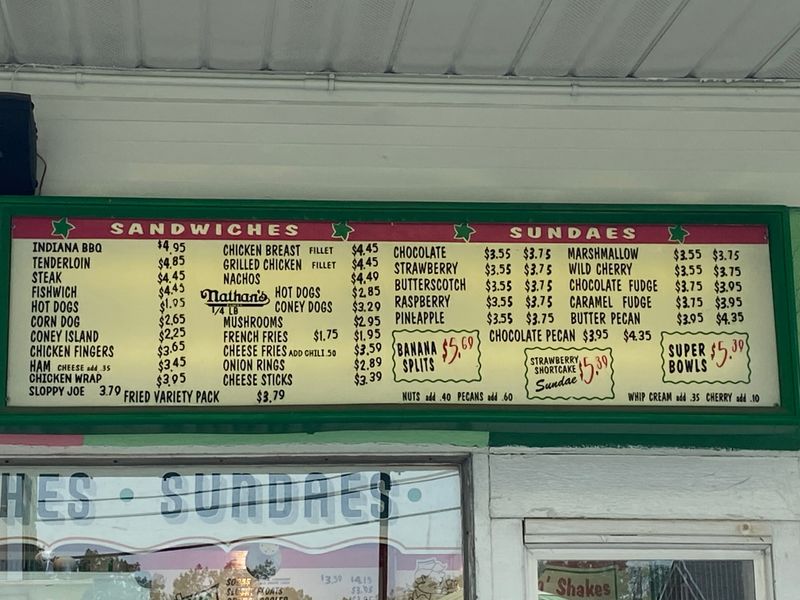 SANDWICHES
INDIANA BBQ $4.95
TENDERLOIN $4.85
STEAK $4.45
FISHWICH $4.45
HOT DOGS $1.95
CORN DOG $2.65
CONEY ISLAND $2.25
CHICKEN FINGERS $3.65
HAM CHEESE add .35 $3.45
CHICKEN WRAP $3.95
SLOPPY JOE 3.79
FRIED VARIETY PACK $3.79
CHICKEN BREAST FILLET $4.45
GRILLED CHICKEN FILLET $4.45
NACHOS $4.49
Nathan's 1/4 LB
HOT DOGS $2.85
CONEY DOGS $3.29
MUSHROOMS $2.95
FRENCH FRIES $1.75 $1.95
CHEESE FRIES ADD CHILI .50 $3.59
ONION RINGS $2.89
CHEESE STICKS $3.39
SUNDAES
CHOCOLATE $3.55 $3.75
STRAWBERRY $3.55 $3.75
BUTTERSCOTCH $3.55 $3.75
RASPBERRY $3.55 $3.75
PINEAPPLE $3.55 $3.75
MARSHMALLOW $3.55 $3.75
WILD CHERRY $3.55 $3.75
CHOCOLATE FUDGE $3.75 $3.95
CARAMEL FUDGE $3.75 $3.95
BUTTER PECAN $3.95 $4.35
CHOCOLATE PECAN $3.95 $4.35
BANANA SPLITS $5.69
STRAWBERRY SHORTCAKE Sundae $5.39
SUPER BOWLS $5.39
NUTS add .40 PECANS add .60
WHIP CREAM add .35 CHERRY add .10
HES • SUNDAES •
Shakes